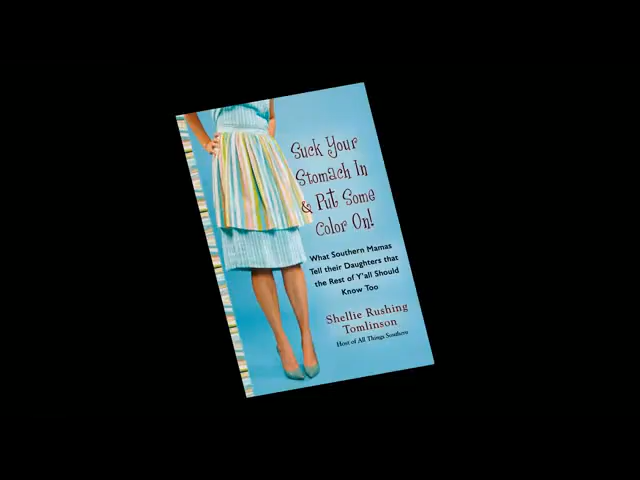 Suck Your
Stomach In
& Put Some
Color On!
What Southern Mamas
Tell their Daughters that
the Rest of Y'all Should
Know Too
Shellie Rushing
Tomlinson
Host of All Things Southern